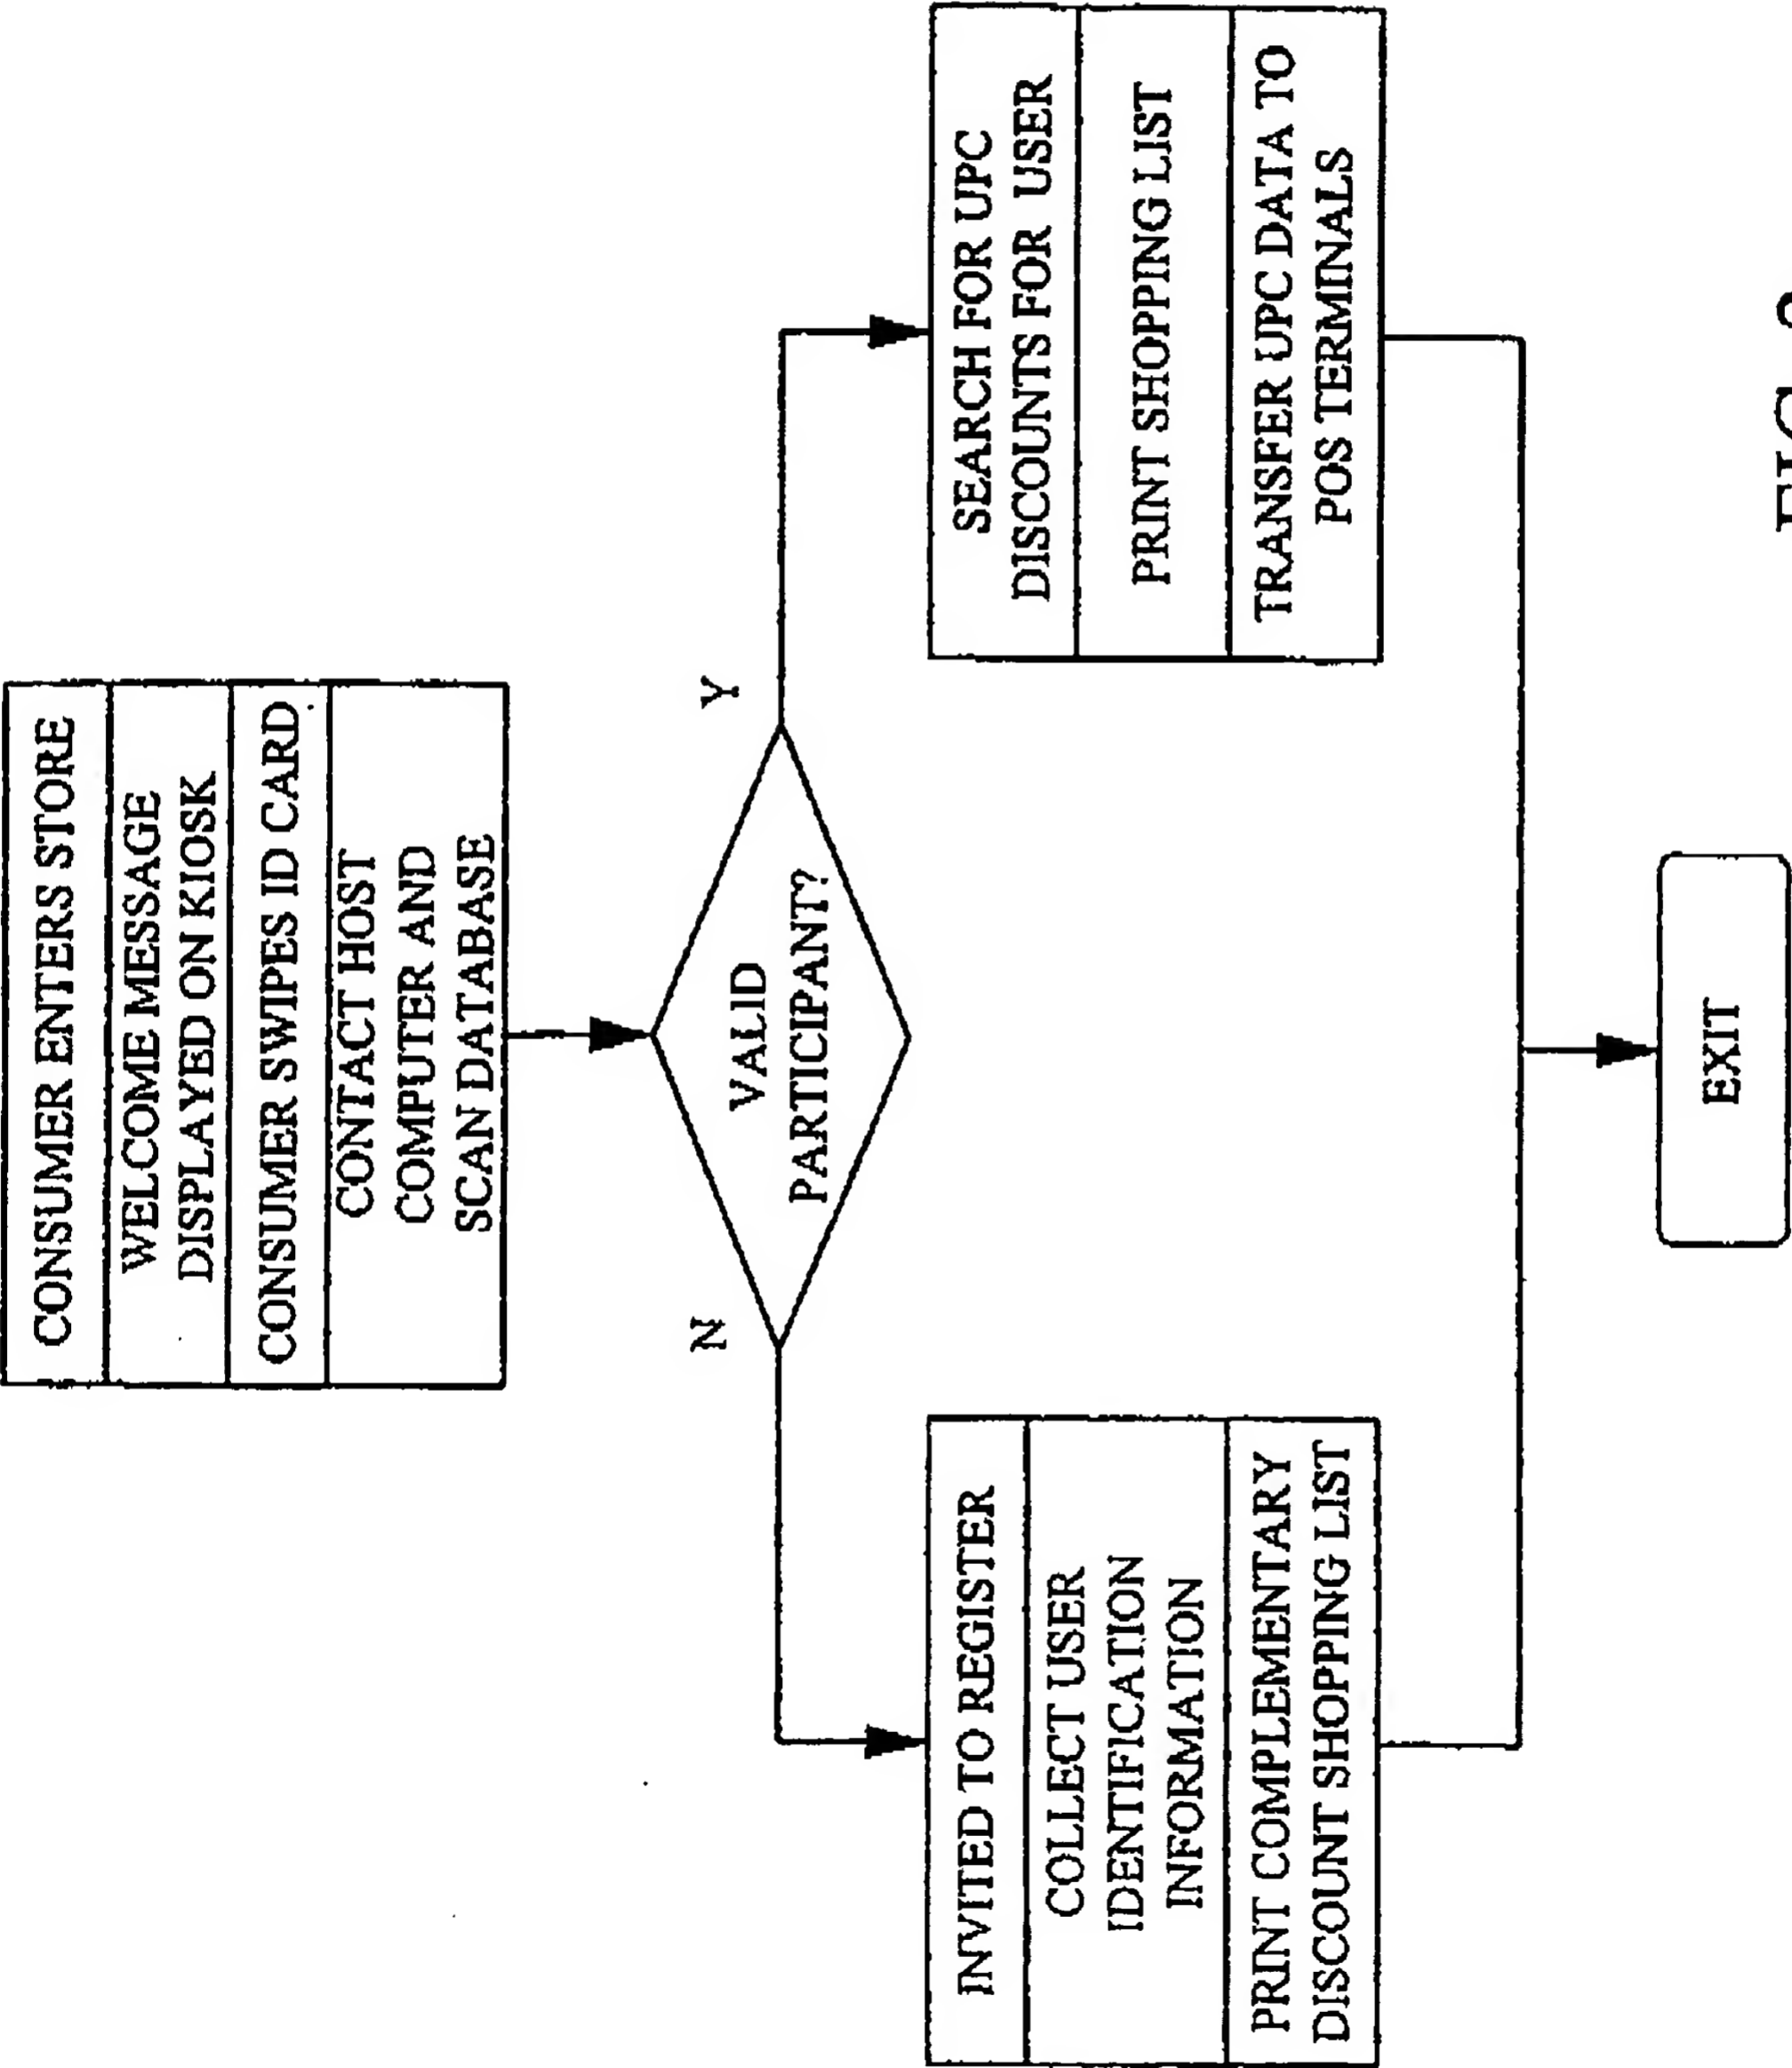 CONSUMER ENTERS STORE
WELCOME MESSAGE
DISPLAYED ON KIOSK
CONSUMER SWIPES ID CARD
CONTACT HOST
COMPUTER AND
SCAN DATABASE
VALID
PARTICIPANT?
N
Y
INVITED TO REGISTER
COLLECT USER
IDENTIFICATION
INFORMATION
PRINT COMPLEMENTARY
DISCOUNT SHOPPING LIST
SEARCH FOR UPC
DISCOUNTS FOR USER
PRINT SHOPPING LIST
TRANSFER UPC DATA TO
POS TERMINALS
EXIT